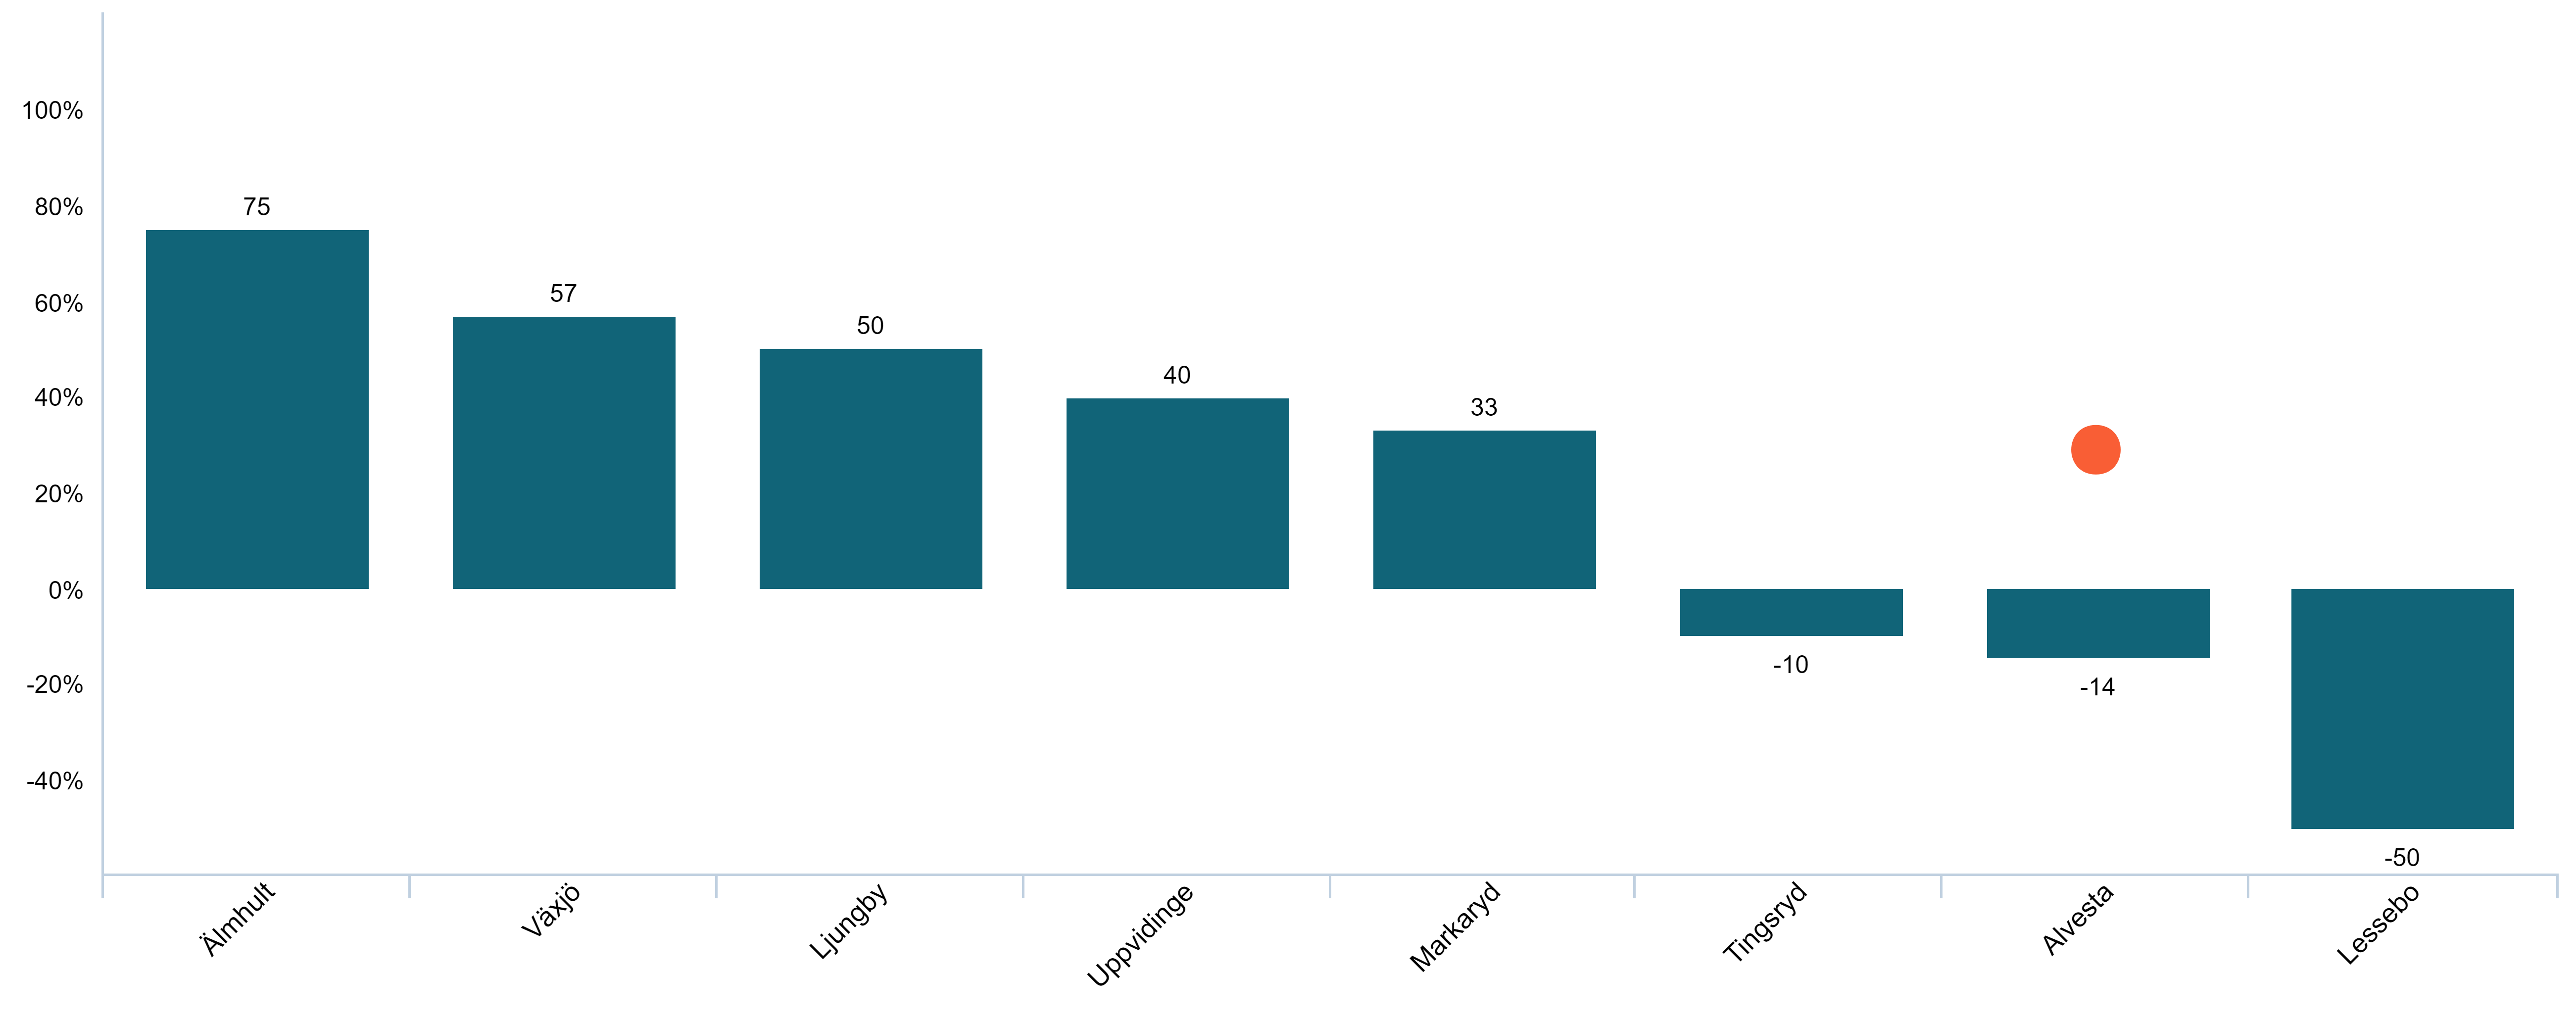 100%
80%
60%
40%
20%
0%
-20%
-40%
75
57
50
40
33
-10
-14
-50
Älmhult
Växjö
Ljungby
Uppvidinge
Markaryd
Tingsryd
Alvesta
Lessebo